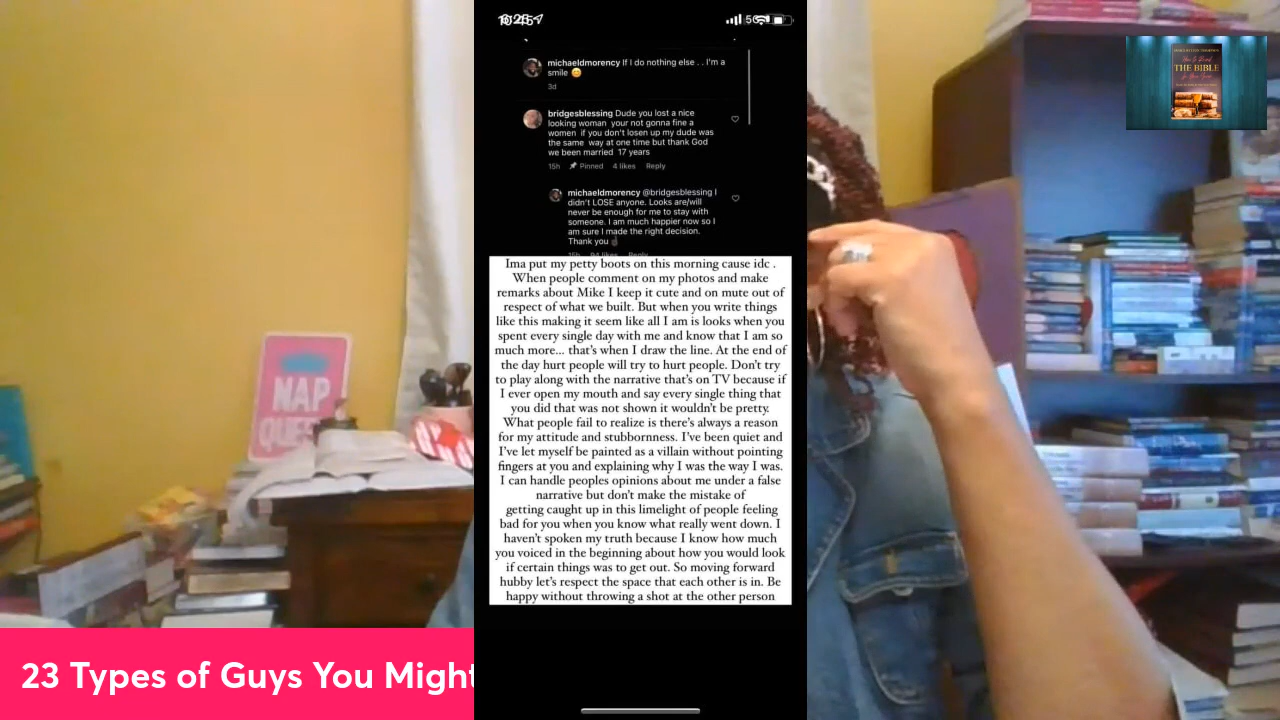 michaeldmorency If I do nothing else . . I'm a
smile 😊
3d
bridgesblessing Dude you lost a nice
looking woman your not gonna fine a
women if you don't losen up my dude was
the same way at one time but thank God
we been married 17 years
15h Pinned 4 likes Reply
michaeldmorency @bridgesblessing I
didn't LOSE anyone. Looks are/will
never be enough for me to stay with
someone. I am much happier now so I
am sure I made the right decision.
Thank you
15h 94 likes Reply
Ima put my petty boots on this morning cause idc .
When people comment on my photos and make
remarks about Mike I keep it cute and on mute out of
respect of what we built. But when you write things
like this making it seem like all I am is looks when you
spent every single day with me and know that I am so
much more... that's when I draw the line. At the end of
the day hurt people will try to hurt people. Don't try
to play along with the narrative that's on TV because if
I ever open my mouth and say every single thing that
you did that was not shown it wouldn't be pretty.
What people fail to realize is there's always a reason
for my attitude and stubbornness. I've been quiet and
I've let myself be painted as a villain without pointing
fingers at you and explaining why I was the way I was.
I can handle peoples opinions about me under a false
narrative but don't make the mistake of
getting caught up in this limelight of people feeling
bad for you when you know what really went down. I
haven't spoken my truth because I know how much
you voiced in the beginning about how you would look
if certain things was to get out. So moving forward
hubby let's respect the space that each other is in. Be
happy without throwing a shot at the other person
NAP
QUEEN
THE BIBLE
23 Types of Guys You Might